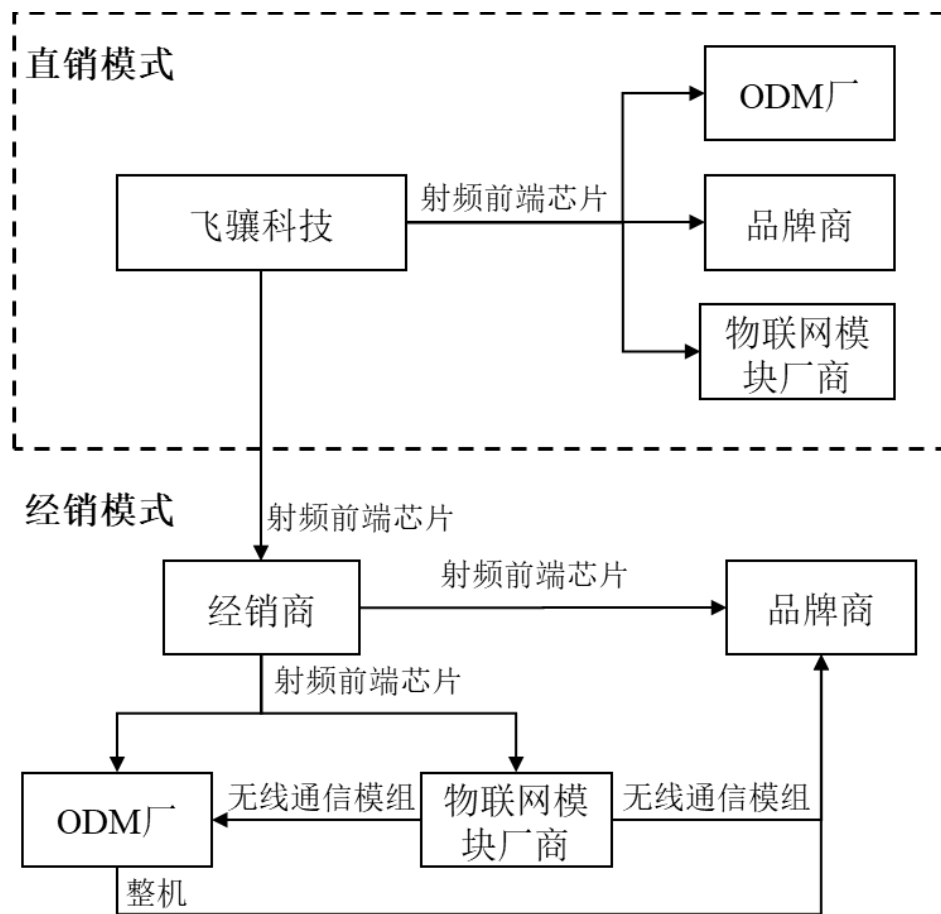 直销模式
ODM厂
射频前端芯片
飞骧科技
品牌商
物联网模
块厂商
经销模式
射频前端芯片
射频前端芯片
经销商
品牌商
射频前端芯片
无线通信模组
物联网模
块厂商
无线通信模组
ODM厂
整机